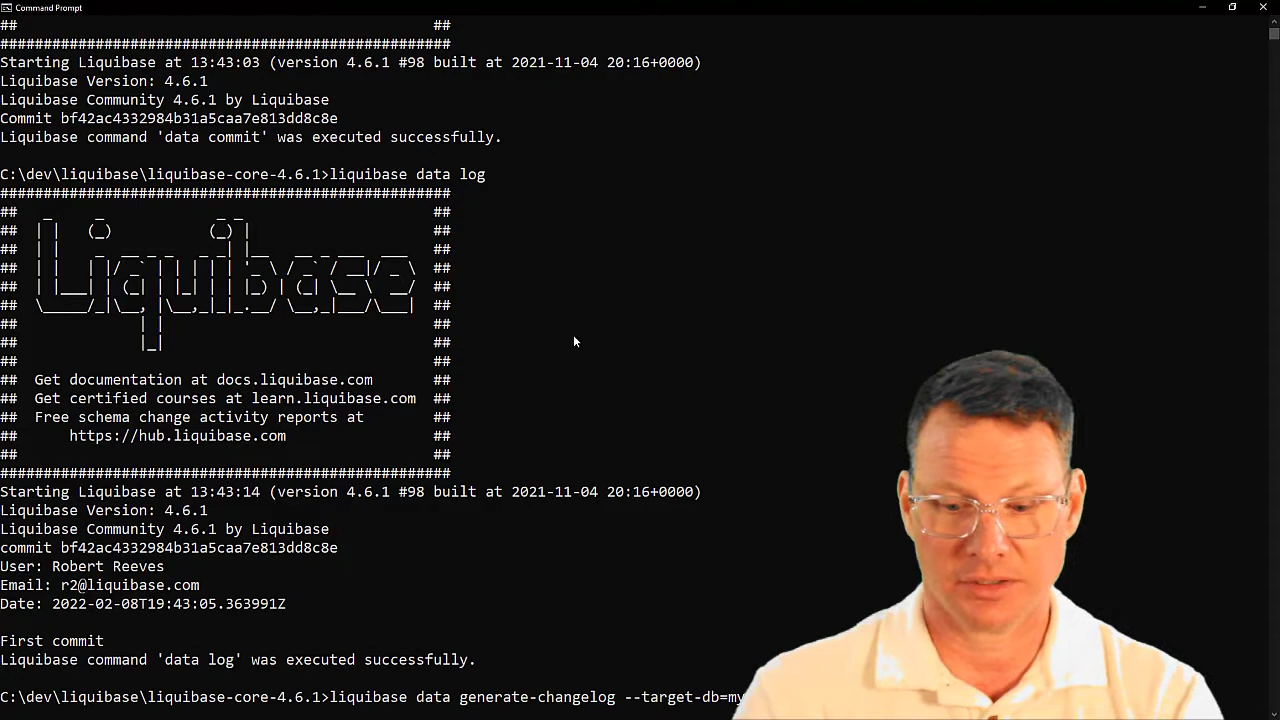 Command Prompt
## ##
####################################################
Starting Liquibase at 13:43:03 (version 4.6.1 #98 built at 2021-11-04 20:16+0000)
Liquibase Version: 4.6.1
Liquibase Community 4.6.1 by Liquibase
Commit bf42ac4332984b31a5caa7e813dd8c8e
Liquibase command 'data commit' was executed successfully.
C:\dev\liquibase\liquibase-core-4.6.1>liquibase data log
####################################################
Liquibase
## ##
## Get documentation at docs.liquibase.com ##
## Get certified courses at learn.liquibase.com ##
## Free schema change activity reports at ##
## https://hub.liquibase.com ##
## ##
####################################################
Starting Liquibase at 13:43:14 (version 4.6.1 #98 built at 2021-11-04 20:16+0000)
Liquibase Version: 4.6.1
Liquibase Community 4.6.1 by Liquibase
commit bf42ac4332984b31a5caa7e813dd8c8e
User: Robert Reeves
Email: r2@liquibase.com
Date: 2022-02-08T19:43:05.363991Z
First commit
Liquibase command 'data log' was executed successfully.
C:\dev\liquibase\liquibase-core-4.6.1>liquibase data generate-changelog --target-db=my